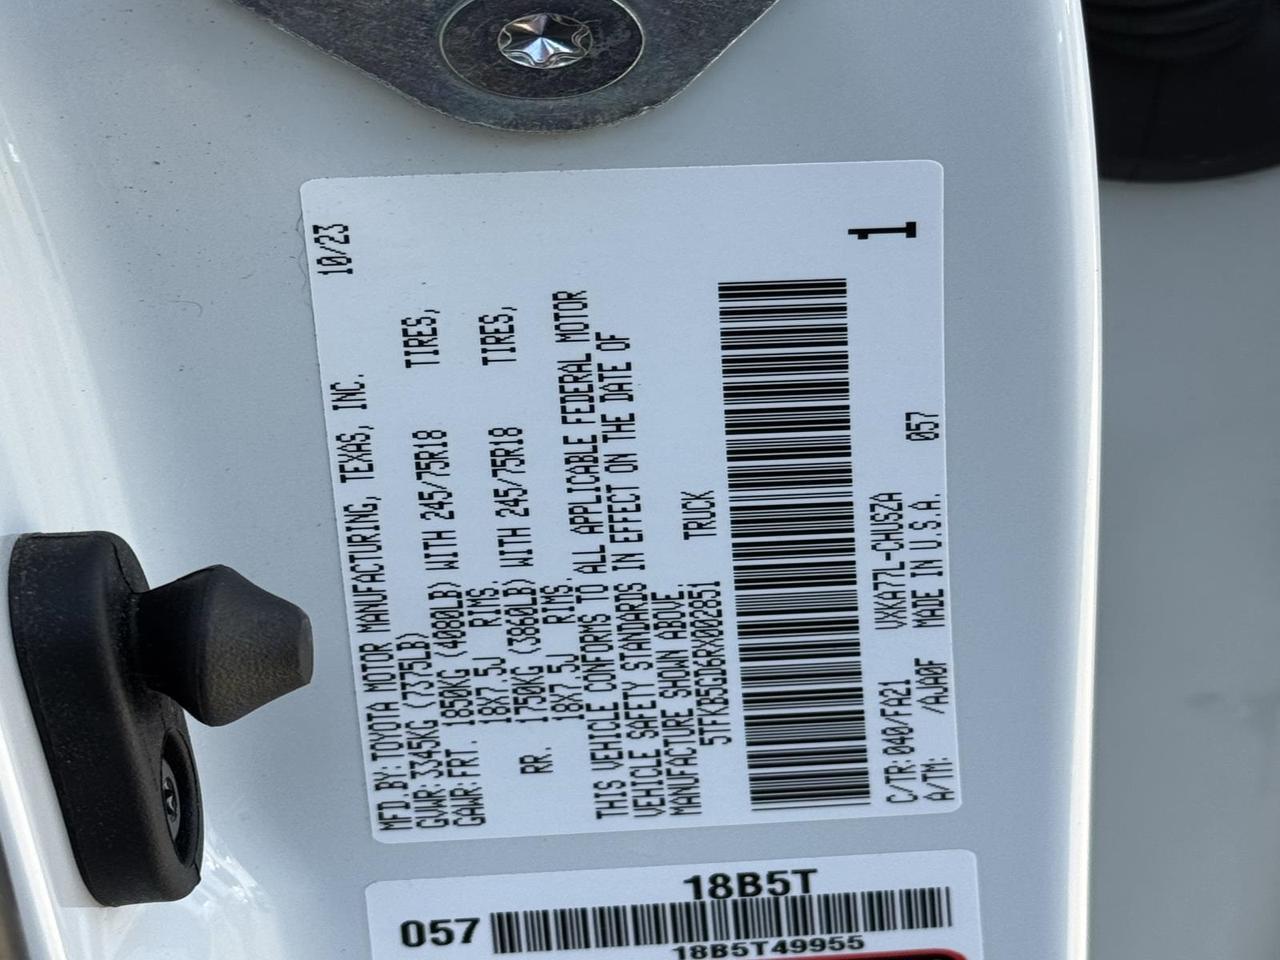 MFD BY: TOYOTA MOTOR MANUFACTURING, TEXAS, INC. 10/23
GVWR: 3345KG (7375LB)
GAWR: FRT. 1850KG (4080LB) WITH 245/75R18 TIRES,
18X7.5J RIMS.
RR. 1750KG (3860LB) WITH 245/75R18 TIRES,
18X7.5J RIMS.
THIS VEHICLE CONFORMS TO ALL APPLICABLE FEDERAL MOTOR
VEHICLE SAFETY STANDARDS IN EFFECT ON THE DATE OF
MANUFACTURE SHOWN ABOVE.
5TFKB5CD6RX002851 TRUCK
1
C/TR: 040/FA21 VXKA77L-CHUSZA
A/TM: /AJA0F MADE IN U.S.A. 057
18B5T
057
18B5T49955